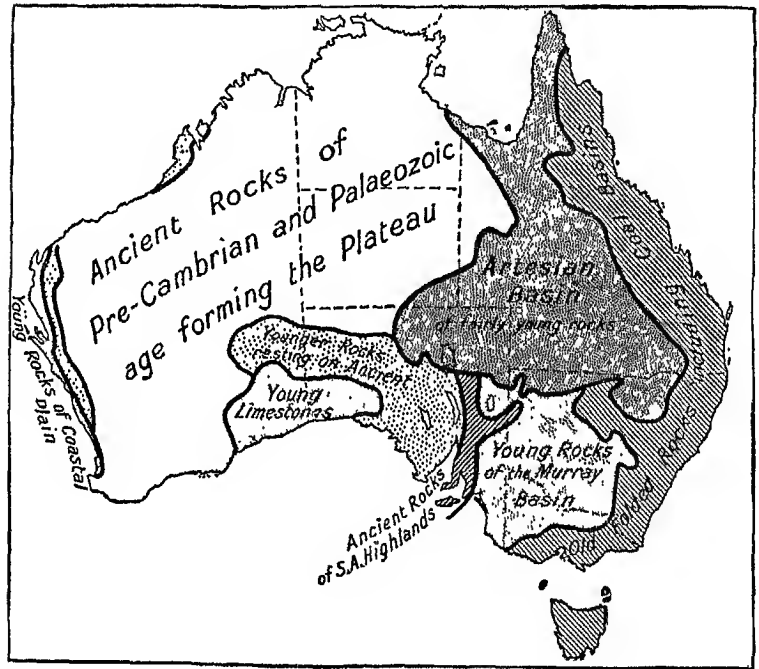 Ancient Rocks of
Pre-Cambrian and Palaeozoic
age forming the Plateau
Young Rocks of Coastal
plain
Younger Rocks
resting on Ancient
Young
Limestones
Artesian
Basin
of fairly young rocks
Coal Basins
Old Folded Rocks
Young Rocks
of the Murray
Basin
Ancient Rocks
of S.A. Highlands